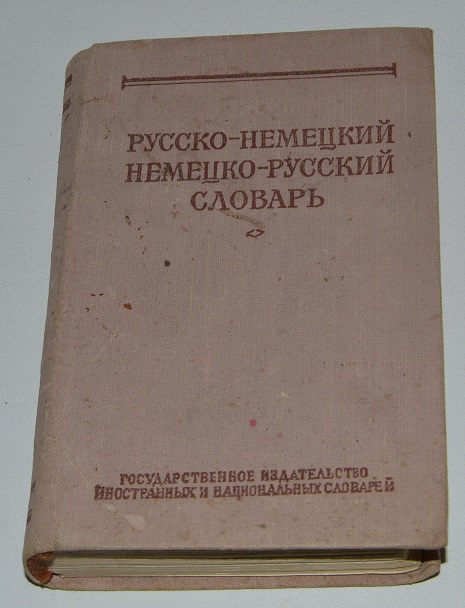 РУССКО-НЕМЕЦКИЙ
НЕМЕЦКО-РУССКИЙ
СЛОВАРЬ
ГОСУДАРСТВЕННОЕ ИЗДАТЕЛЬСТВО
ИНОСТРАННЫХ И НАЦИОНАЛЬНЫХ СЛОВАРЕЙ